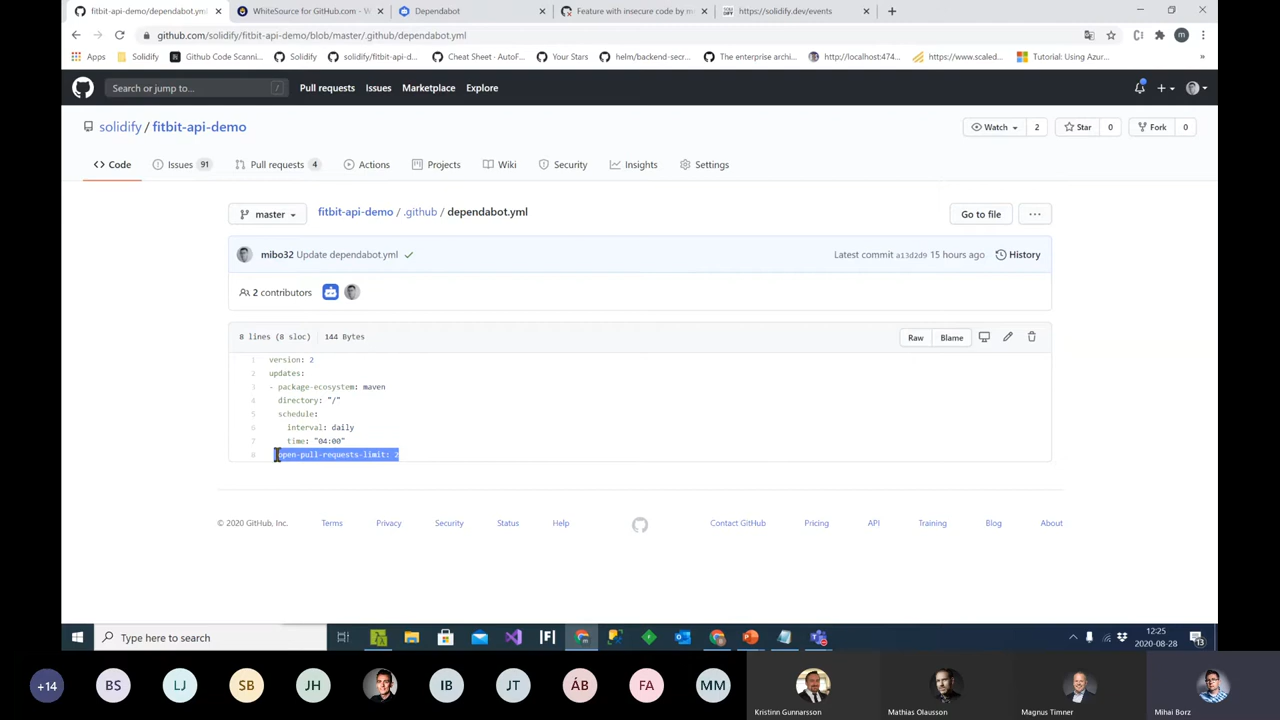 fitbit-api-demo/dependabot.yml
WhiteSource for GitHub.com - W
Dependabot
Feature with insecure code by m
https://solidify.dev/events
github.com/solidify/fitbit-api-demo/blob/master/.github/dependabot.yml
Apps
Solidify
Github Code Scanni...
Solidify
solidify/fitbit-api-d...
Cheat Sheet - AutoF...
Your Stars
helm/backend-secr...
The enterprise archi...
http://localhost:474...
https://www.scaled...
Tutorial: Using Azur...
Search or jump to...
/
Pull requests
Issues
Marketplace
Explore
solidify / fitbit-api-demo
Watch 2
Star 0
Fork 0
Code
Issues 91
Pull requests 4
Actions
Projects
Wiki
Security
Insights
Settings
master
fitbit-api-demo / .github / dependabot.yml
Go to file
mibo32 Update dependabot.yml
Latest commit a13d2d9 15 hours ago
History
2 contributors
8 lines (8 sloc) 144 Bytes
Raw
Blame
1 version: 2
2 updates:
3 - package-ecosystem: maven
4 directory: "/"
5 schedule:
6 interval: daily
7 time: "04:00"
8 open-pull-requests-limit: 2
© 2020 GitHub, Inc.
Terms
Privacy
Security
Status
Help
Contact GitHub
Pricing
API
Training
Blog
About
Type here to search
12:25
2020-08-28
13
+14
BS
LJ
SB
JH
IB
JT
ÁB
FA
MM
Kristinn Gunnarsson
Mathias Olausson
Magnus Timner
Mihai Borz